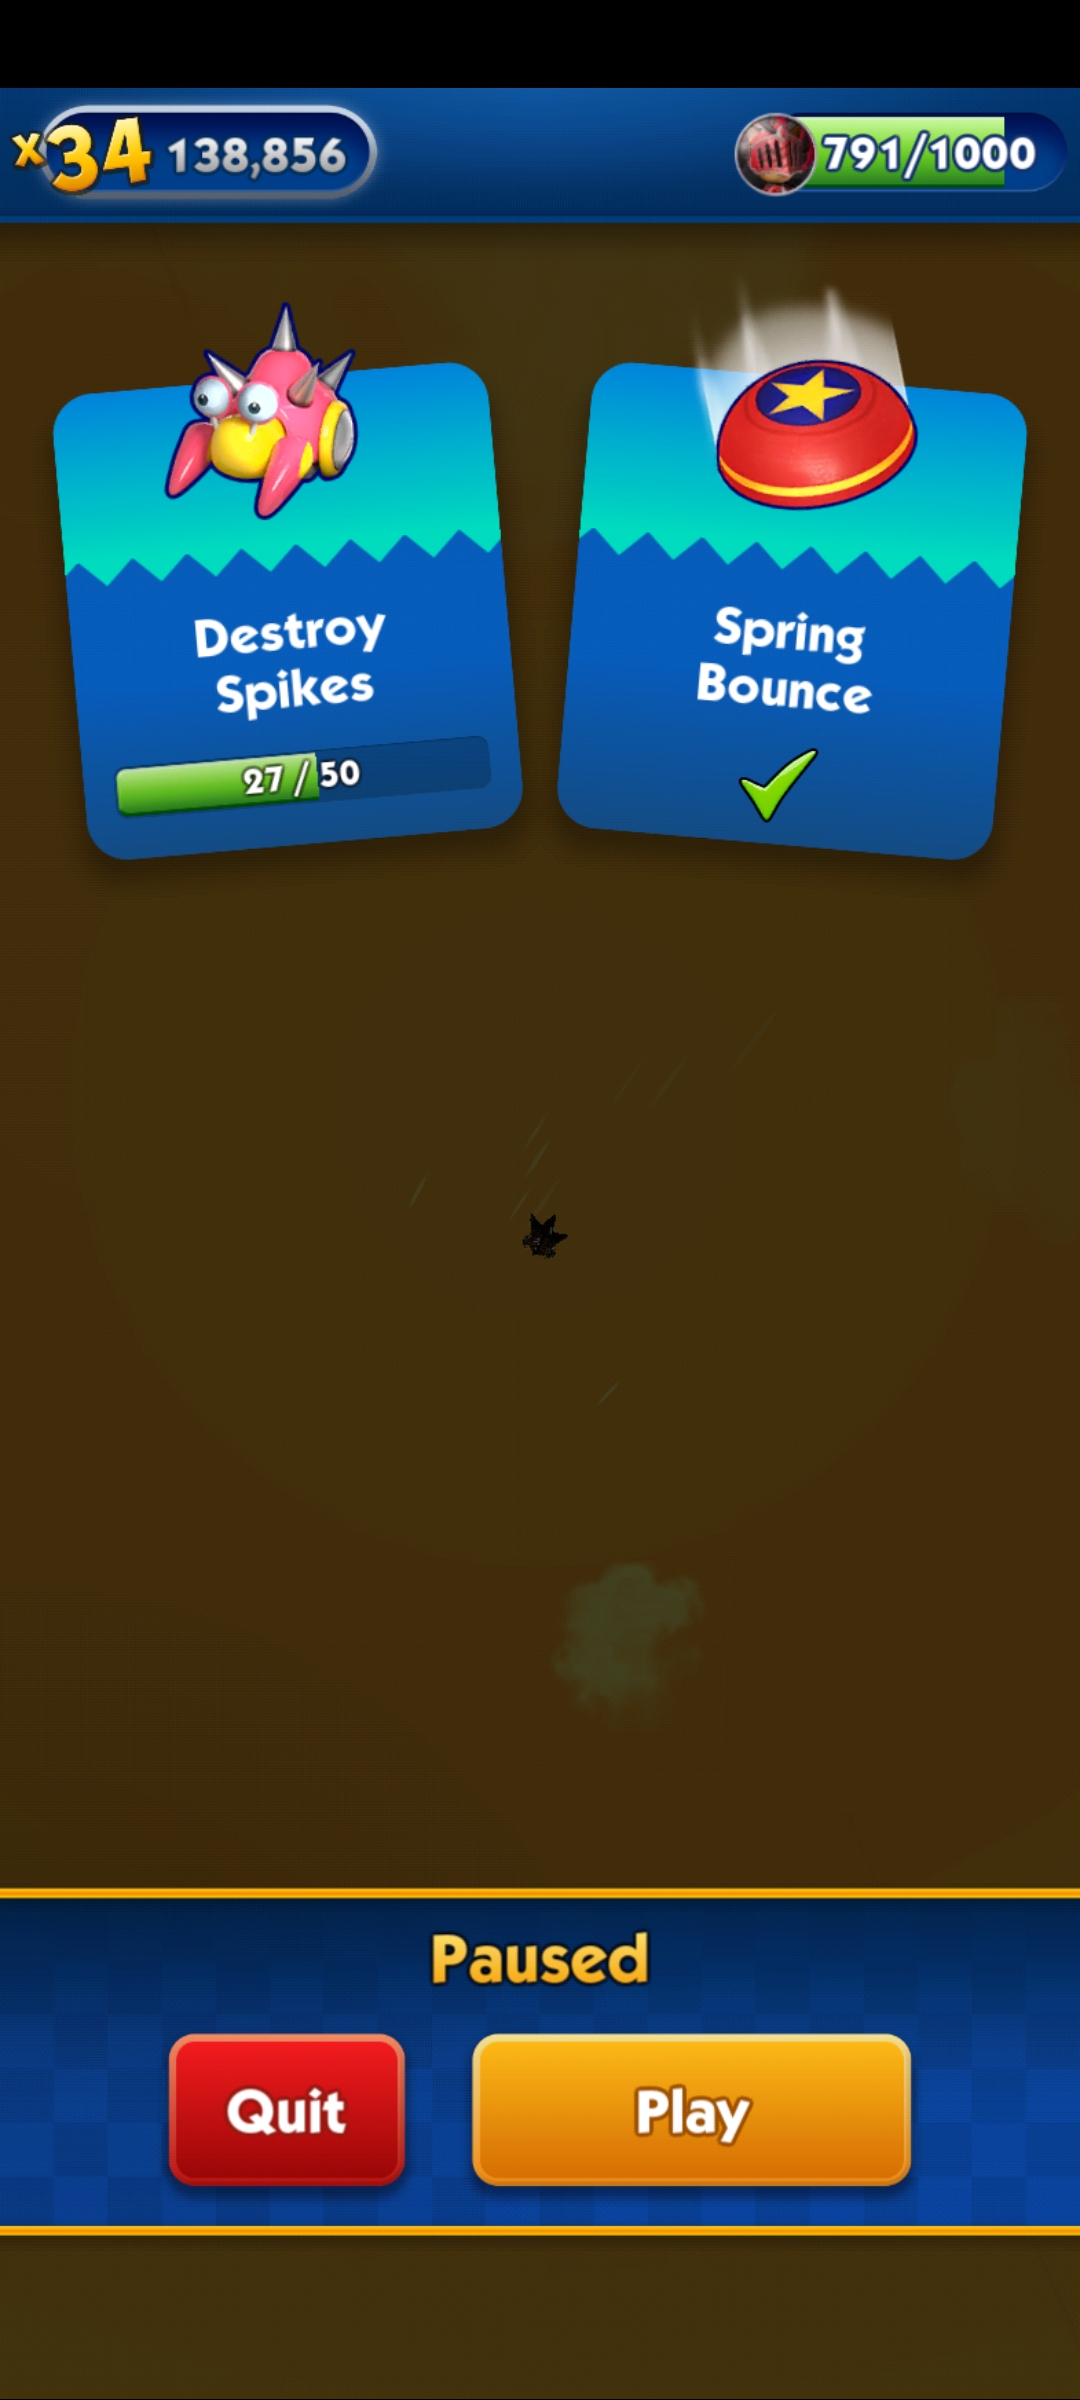 x34 138,856
791/1000
Destroy
Spikes
27 / 50
Spring
Bounce
Paused
Quit
Play